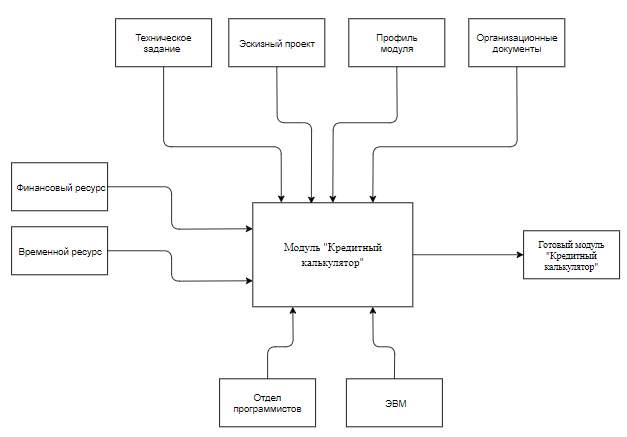 Техническое
задание
Эскизный проект
Профиль
модуля
Организационные
документы
Финансовый ресурс
Временной ресурс
Модуль "Кредитный
калькулятор"
Готовый модуль
"Кредитный
калькулятор"
Отдел
программистов
ЭВМ